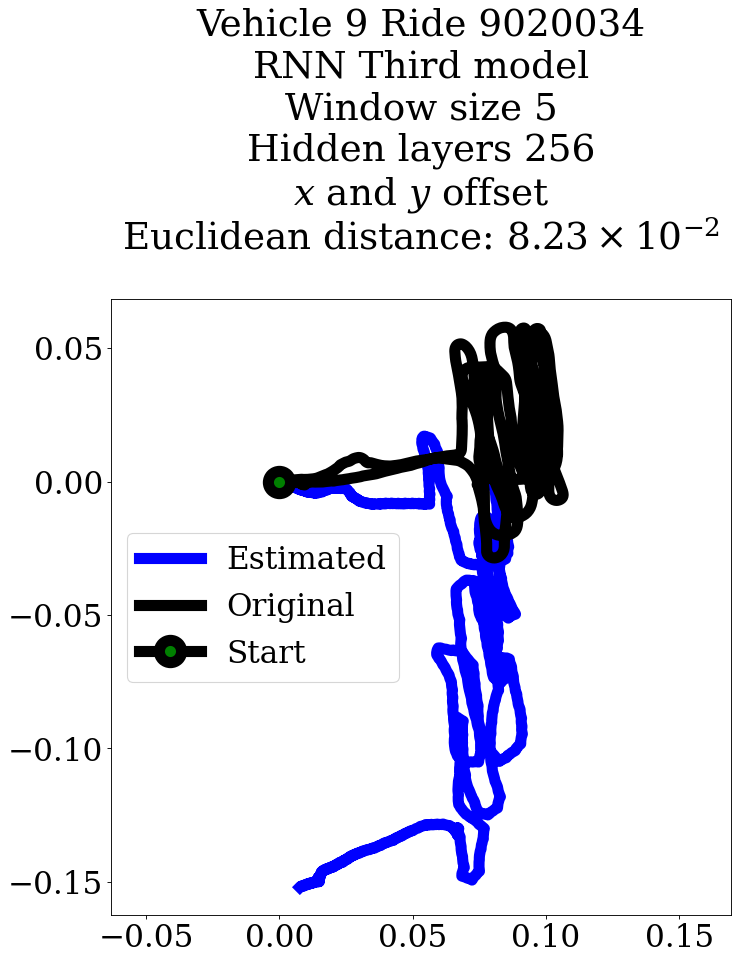 Vehicle 9 Ride 9020034
RNN Third model
Window size 5
Hidden layers 256
x and y offset
Euclidean distance: 8.23 × 10⁻²
0.05
0.00
−0.05
−0.10
−0.15
Estimated
Original
Start
−0.05 0.00 0.05 0.10 0.15